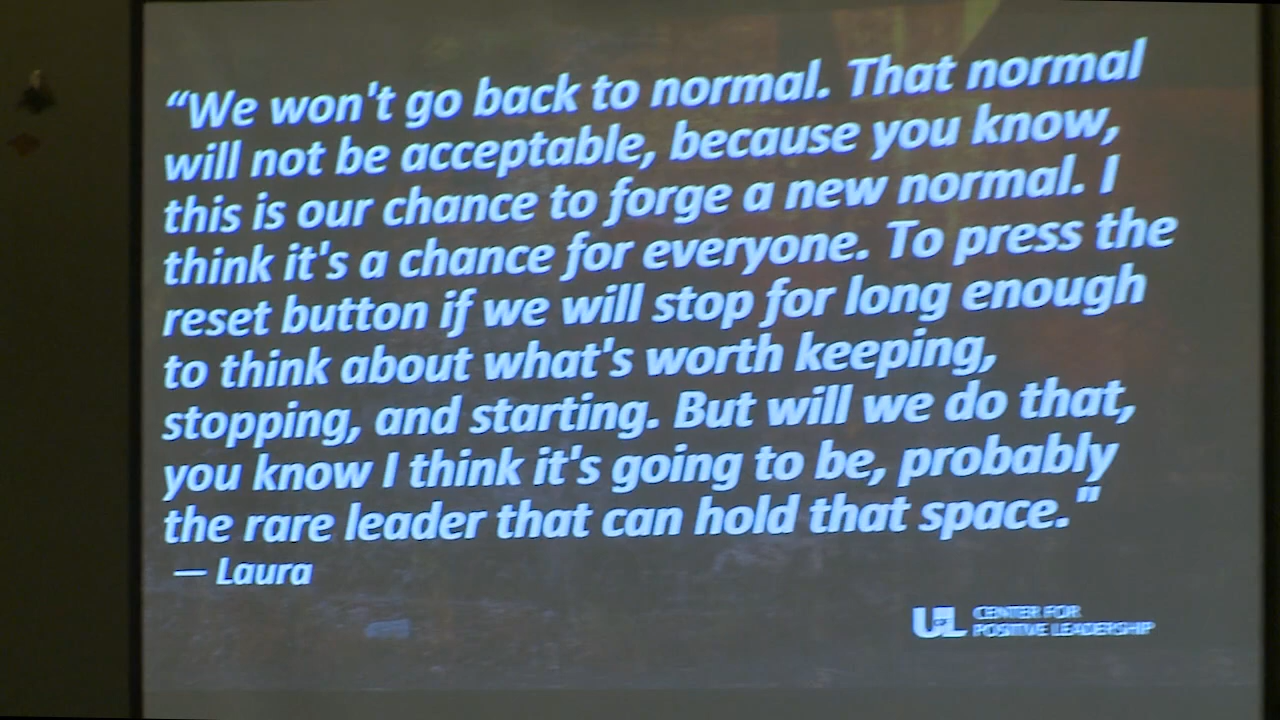 “We won't go back to normal. That normal
will not be acceptable, because you know,
this is our chance to forge a new normal. I
think it's a chance for everyone. To press the
reset button if we will stop for long enough
to think about what's worth keeping,
stopping, and starting. But will we do that,
you know I think it's going to be, probably
the rare leader that can hold that space."
— Laura
UL CENTER FOR
POSITIVE LEADERSHIP